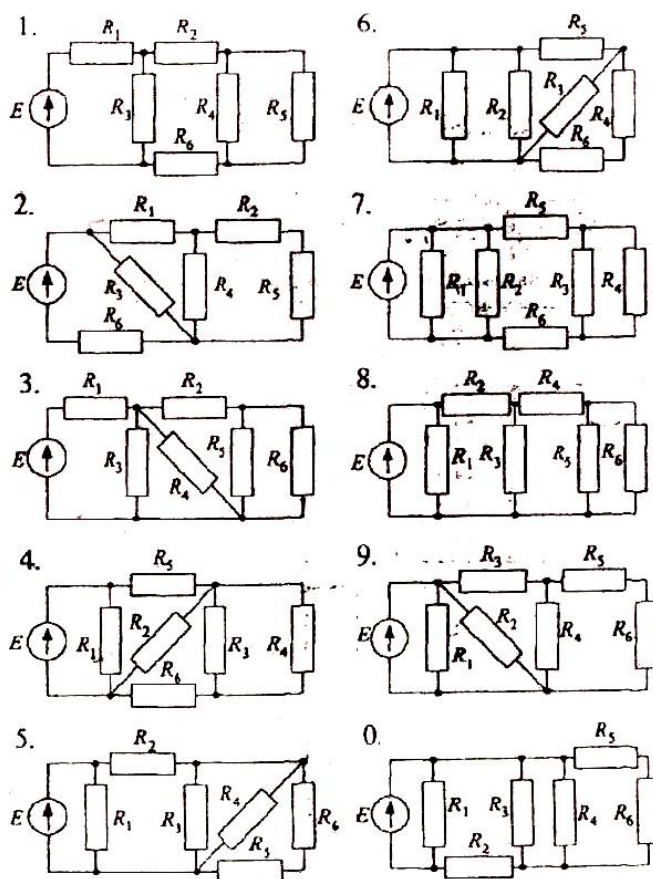 1.
R1 R2
E R3 R4 R5
R6
2.
R1 R2
E R3 R4 R5
R6
3.
R1 R2
E R3 R4 R5 R6
4.
R5
E R1 R2 R3 R4
R6
5.
R2
E R1 R3 R4 R6
R5
6.
R5
E R1 R2 R3 R4
R6
7.
R5
E R1 R2 R3 R4
R6
8.
R2 R4
E R1 R3 R5 R6
9.
R3 R5
E R1 R2 R4 R6
0.
R5
E R1 R3 R4 R6
R2